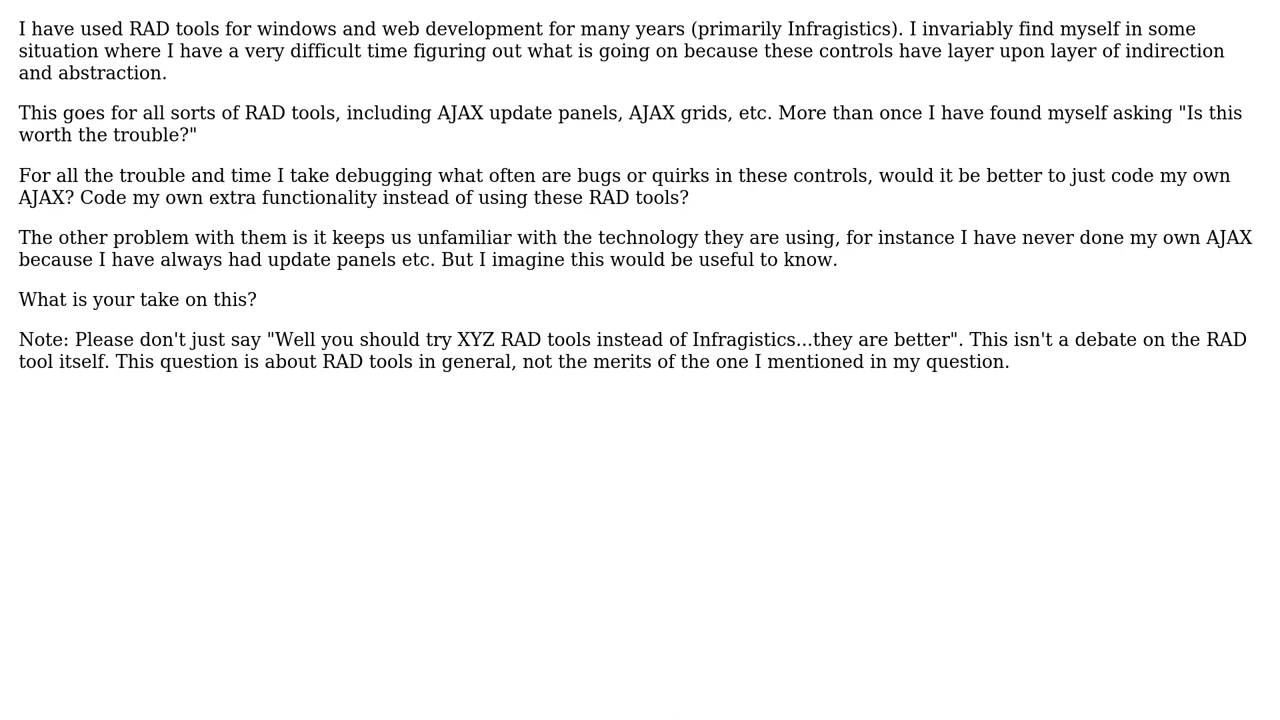 I have used RAD tools for windows and web development for many years (primarily Infragistics). I invariably find myself in some
situation where I have a very difficult time figuring out what is going on because these controls have layer upon layer of indirection
and abstraction.
This goes for all sorts of RAD tools, including AJAX update panels, AJAX grids, etc. More than once I have found myself asking "Is this
worth the trouble?"
For all the trouble and time I take debugging what often are bugs or quirks in these controls, would it be better to just code my own
AJAX? Code my own extra functionality instead of using these RAD tools?
The other problem with them is it keeps us unfamiliar with the technology they are using, for instance I have never done my own AJAX
because I have always had update panels etc. But I imagine this would be useful to know.
What is your take on this?
Note: Please don't just say "Well you should try XYZ RAD tools instead of Infragistics...they are better". This isn't a debate on the RAD
tool itself. This question is about RAD tools in general, not the merits of the one I mentioned in my question.